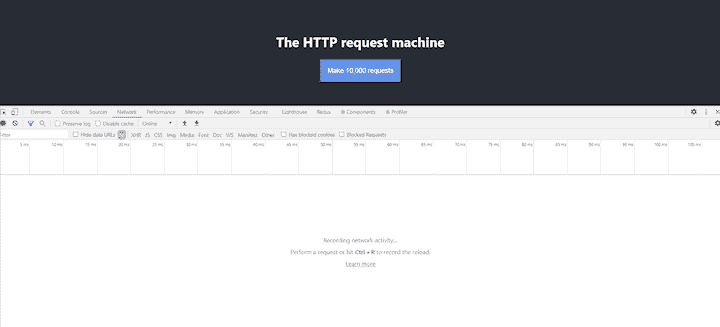 The HTTP request machine
Make 10,000 requests
Elements Console Sources Network Performance Memory Application Security Lighthouse Redux Components Profiler
Preserve log Disable cache Online
Filter Hide data URLs All XHR JS CSS Img Media Font Doc WS Manifest Other Has blocked cookies Blocked Requests
5 ms 10 ms 15 ms 20 ms 25 ms 30 ms 35 ms 40 ms 45 ms 50 ms 55 ms 60 ms 65 ms 70 ms 75 ms 80 ms 85 ms 90 ms 95 ms 100 ms 105 ms
Recording network activity...
Perform a request or hit Ctrl + R to record the reload.
Learn more